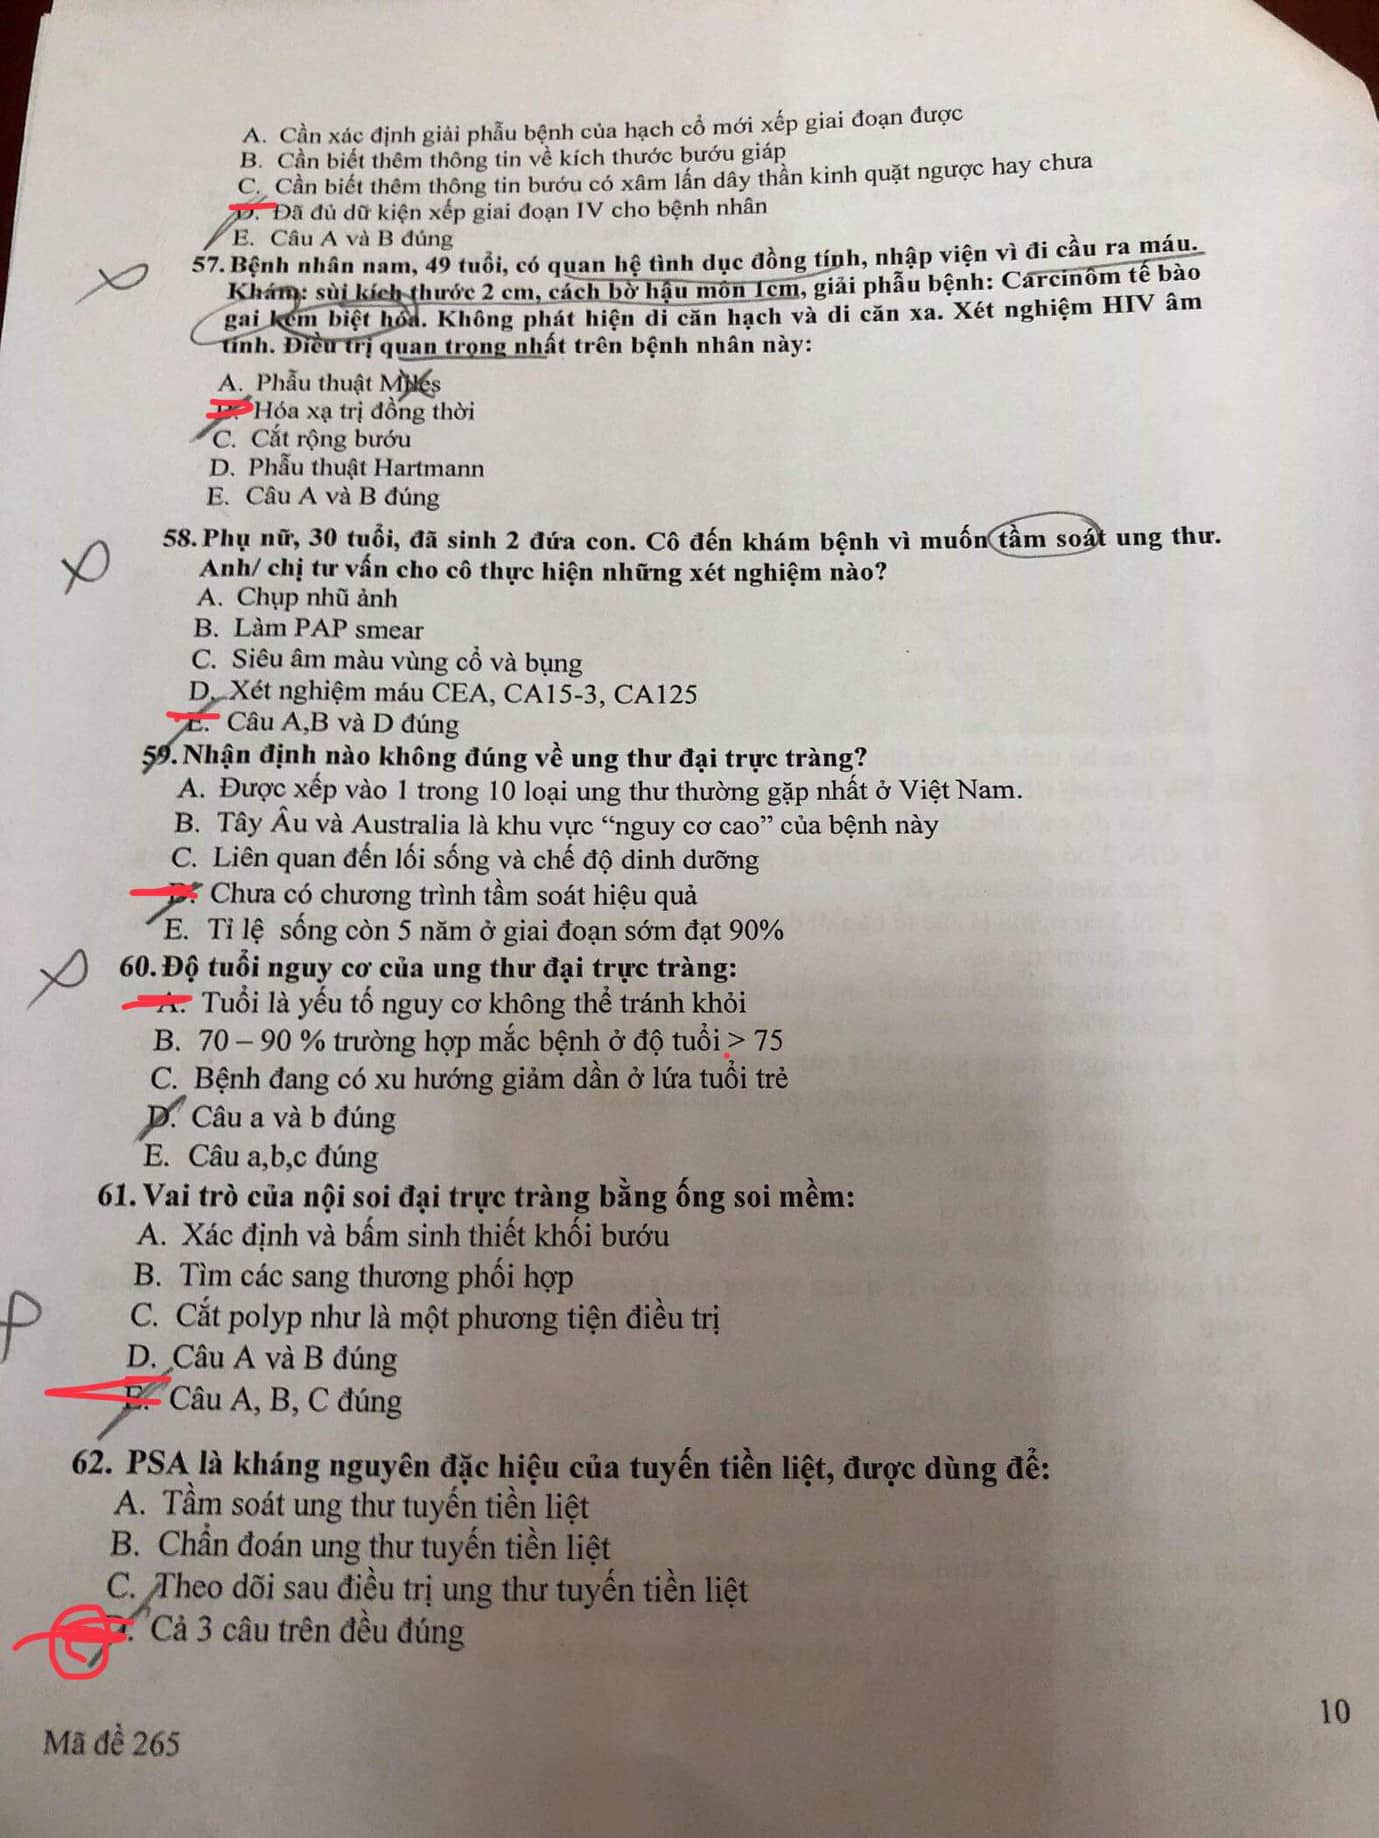 A. Cần xác định giải phẫu bệnh của hạch cổ mới xếp giai đoạn được
B. Cần biết thêm thông tin về kích thước bướu giáp
C. Cần biết thêm thông tin bướu có xâm lấn dây thần kinh quặt ngược hay chưa
D. Đã đủ dữ kiện xếp giai đoạn IV cho bệnh nhân
E. Câu A và B đúng
57. Bệnh nhân nam, 49 tuổi, có quan hệ tình dục đồng tính, nhập viện vì đi cầu ra máu.
Khám: sùi kích thước 2 cm, cách bờ hậu môn 1cm, giải phẫu bệnh: Carcinôm tế bào
gai kém biệt hóa. Không phát hiện di căn hạch và di căn xa. Xét nghiệm HIV âm
tính. Điều trị quan trọng nhất trên bệnh nhân này:
A. Phẫu thuật Miles
B. Hóa xạ trị đồng thời
C. Cắt rộng bướu
D. Phẫu thuật Hartmann
E. Câu A và B đúng
58. Phụ nữ, 30 tuổi, đã sinh 2 đứa con. Cô đến khám bệnh vì muốn tầm soát ung thư.
Anh/ chị tư vấn cho cô thực hiện những xét nghiệm nào?
A. Chụp nhũ ảnh
B. Làm PAP smear
C. Siêu âm màu vùng cổ và bụng
D. Xét nghiệm máu CEA, CA15-3, CA125
E. Câu A,B và D đúng
59. Nhận định nào không đúng về ung thư đại trực tràng?
A. Được xếp vào 1 trong 10 loại ung thư thường gặp nhất ở Việt Nam.
B. Tây Âu và Australia là khu vực “nguy cơ cao” của bệnh này
C. Liên quan đến lối sống và chế độ dinh dưỡng
D. Chưa có chương trình tầm soát hiệu quả
E. Tỉ lệ sống còn 5 năm ở giai đoạn sớm đạt 90%
60. Độ tuổi nguy cơ của ung thư đại trực tràng:
A. Tuổi là yếu tố nguy cơ không thể tránh khỏi
B. 70 – 90 % trường hợp mắc bệnh ở độ tuổi > 75
C. Bệnh đang có xu hướng giảm dần ở lứa tuổi trẻ
D. Câu a và b đúng
E. Câu a,b,c đúng
61. Vai trò của nội soi đại trực tràng bằng ống soi mềm:
A. Xác định và bấm sinh thiết khối bướu
B. Tìm các sang thương phối hợp
C. Cắt polyp như là một phương tiện điều trị
D. Câu A và B đúng
E. Câu A, B, C đúng
62. PSA là kháng nguyên đặc hiệu của tuyến tiền liệt, được dùng để:
A. Tầm soát ung thư tuyến tiền liệt
B. Chẩn đoán ung thư tuyến tiền liệt
C. Theo dõi sau điều trị ung thư tuyến tiền liệt
D. Cả 3 câu trên đều đúng
10
Mã đề 265